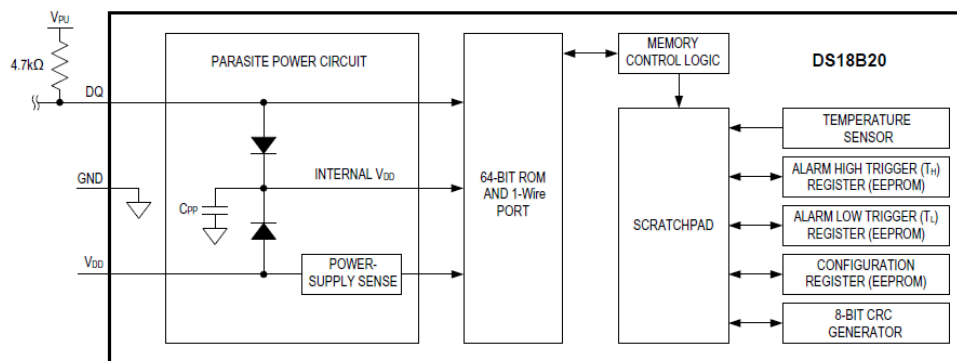 VPU
4.7kΩ
DQ
GND
VDD
PARASITE POWER CIRCUIT
INTERNAL VDD
CPP
POWER-
SUPPLY SENSE
64-BIT ROM
AND 1-Wire
PORT
MEMORY
CONTROL LOGIC
SCRATCHPAD
DS18B20
TEMPERATURE
SENSOR
ALARM HIGH TRIGGER (TH)
REGISTER (EEPROM)
ALARM LOW TRIGGER (TL)
REGISTER (EEPROM)
CONFIGURATION
REGISTER (EEPROM)
8-BIT CRC
GENERATOR